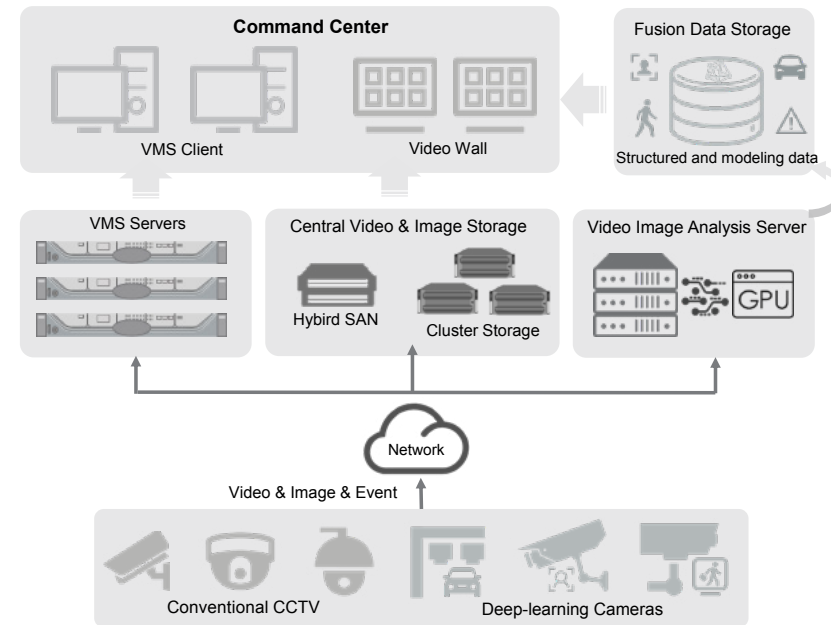 Command Center
VMS Client
Video Wall
Fusion Data Storage
Structured and modeling data
VMS Servers
Central Video & Image Storage
Hybird SAN
Cluster Storage
Video Image Analysis Server
GPU
Network
Video & Image & Event
Conventional CCTV
Deep-learning Cameras